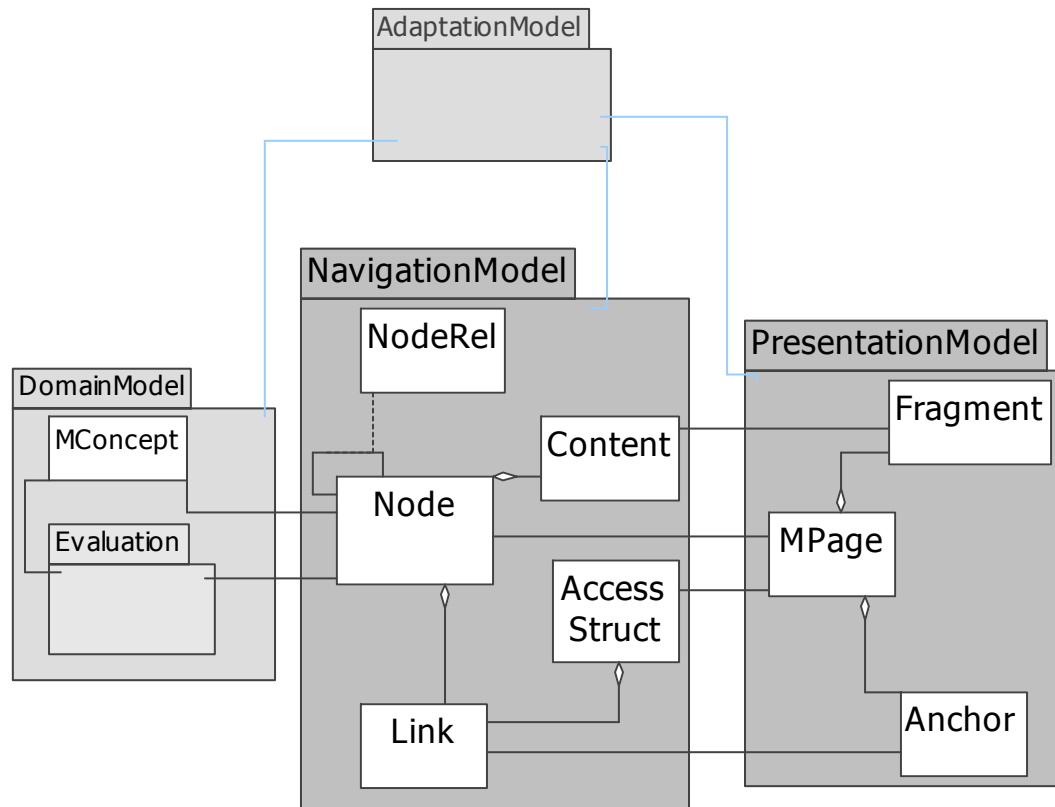 AdaptationModel
NavigationModel
NodeRel
PresentationModel
DomainModel
Fragment
MConcept
Content
Node
Evaluation
MPage
Access
Struct
Link
Anchor